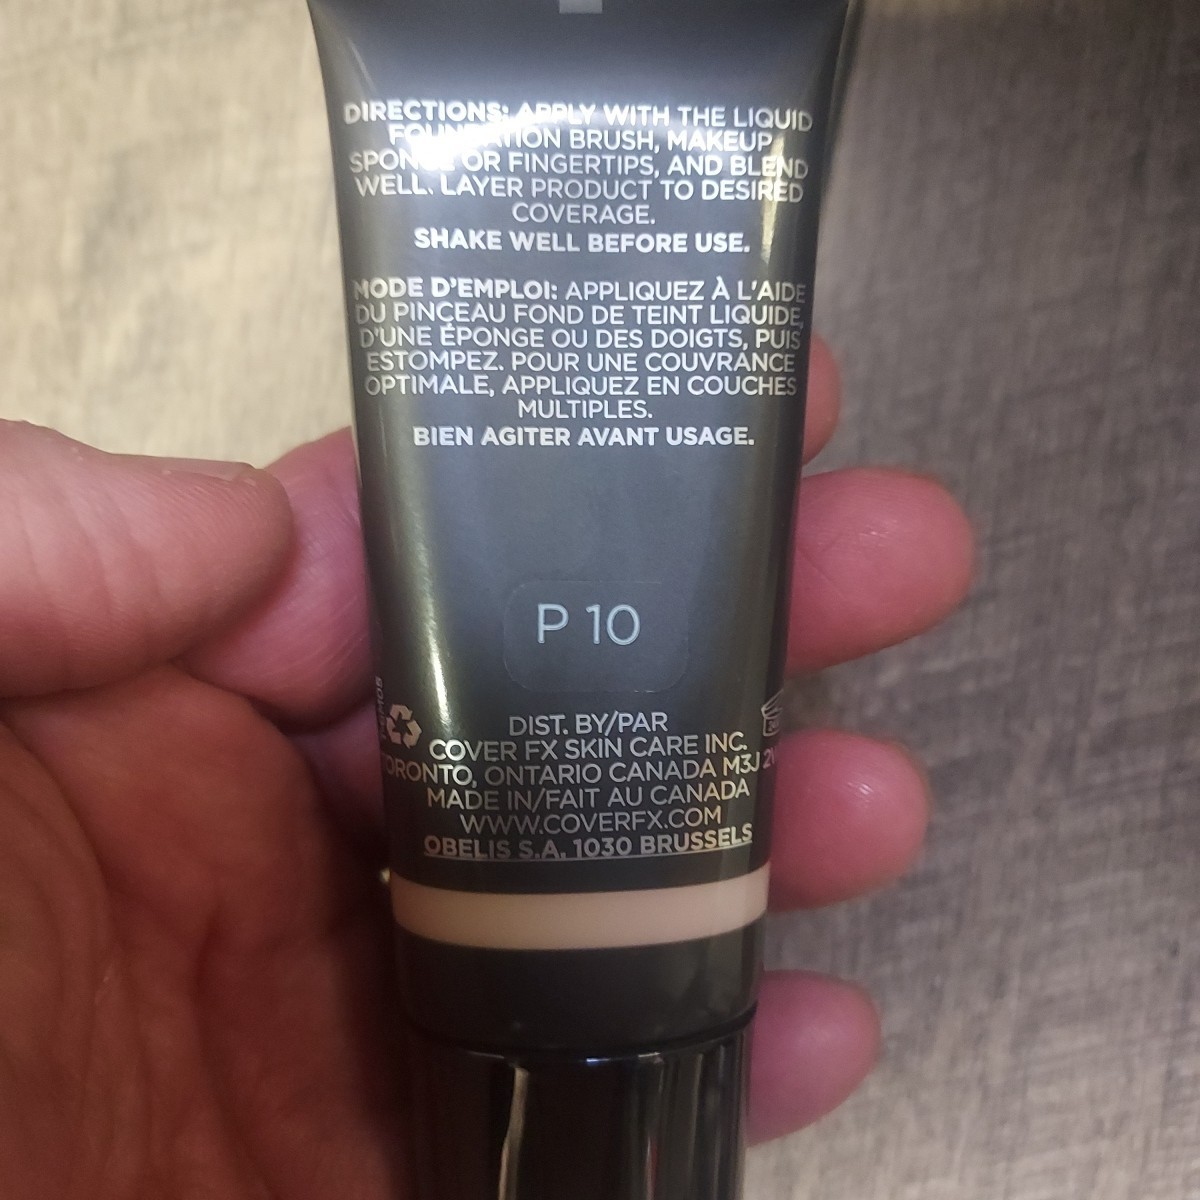 DIRECTIONS: APPLY WITH THE LIQUID
FOUNDATION BRUSH, MAKEUP
SPONGE OR FINGERTIPS, AND BLEND
WELL. LAYER PRODUCT TO DESIRED
COVERAGE.
SHAKE WELL BEFORE USE.
MODE D'EMPLOI: APPLIQUEZ À L'AIDE
DU PINÇEAU FOND DE TEINT LIQUIDE,
D'UNE ÉPONGE OU DES DOIGTS, PUIS
ESTOMPEZ. POUR UNE COUVRANCE
OPTIMALE, APPLIQUEZ EN COUCHES
MULTIPLES.
BIEN AGITER AVANT USAGE.
P 10
DIST. BY/PAR
COVER FX SKIN CARE INC.
TORONTO, ONTARIO CANADA M3J
MADE IN/FAIT AU CANADA
WWW.COVERFX.COM
OBELIS S.A. 1030 BRUSSELS